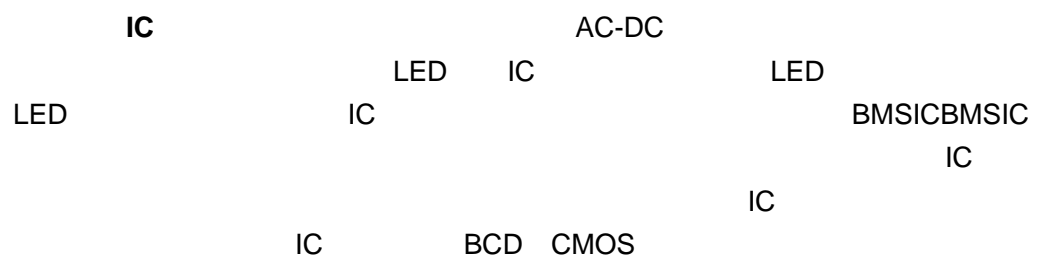 IC AC-DC
LED IC LED
LED IC BMSICBMSIC
IC
IC
IC BCD CMOS